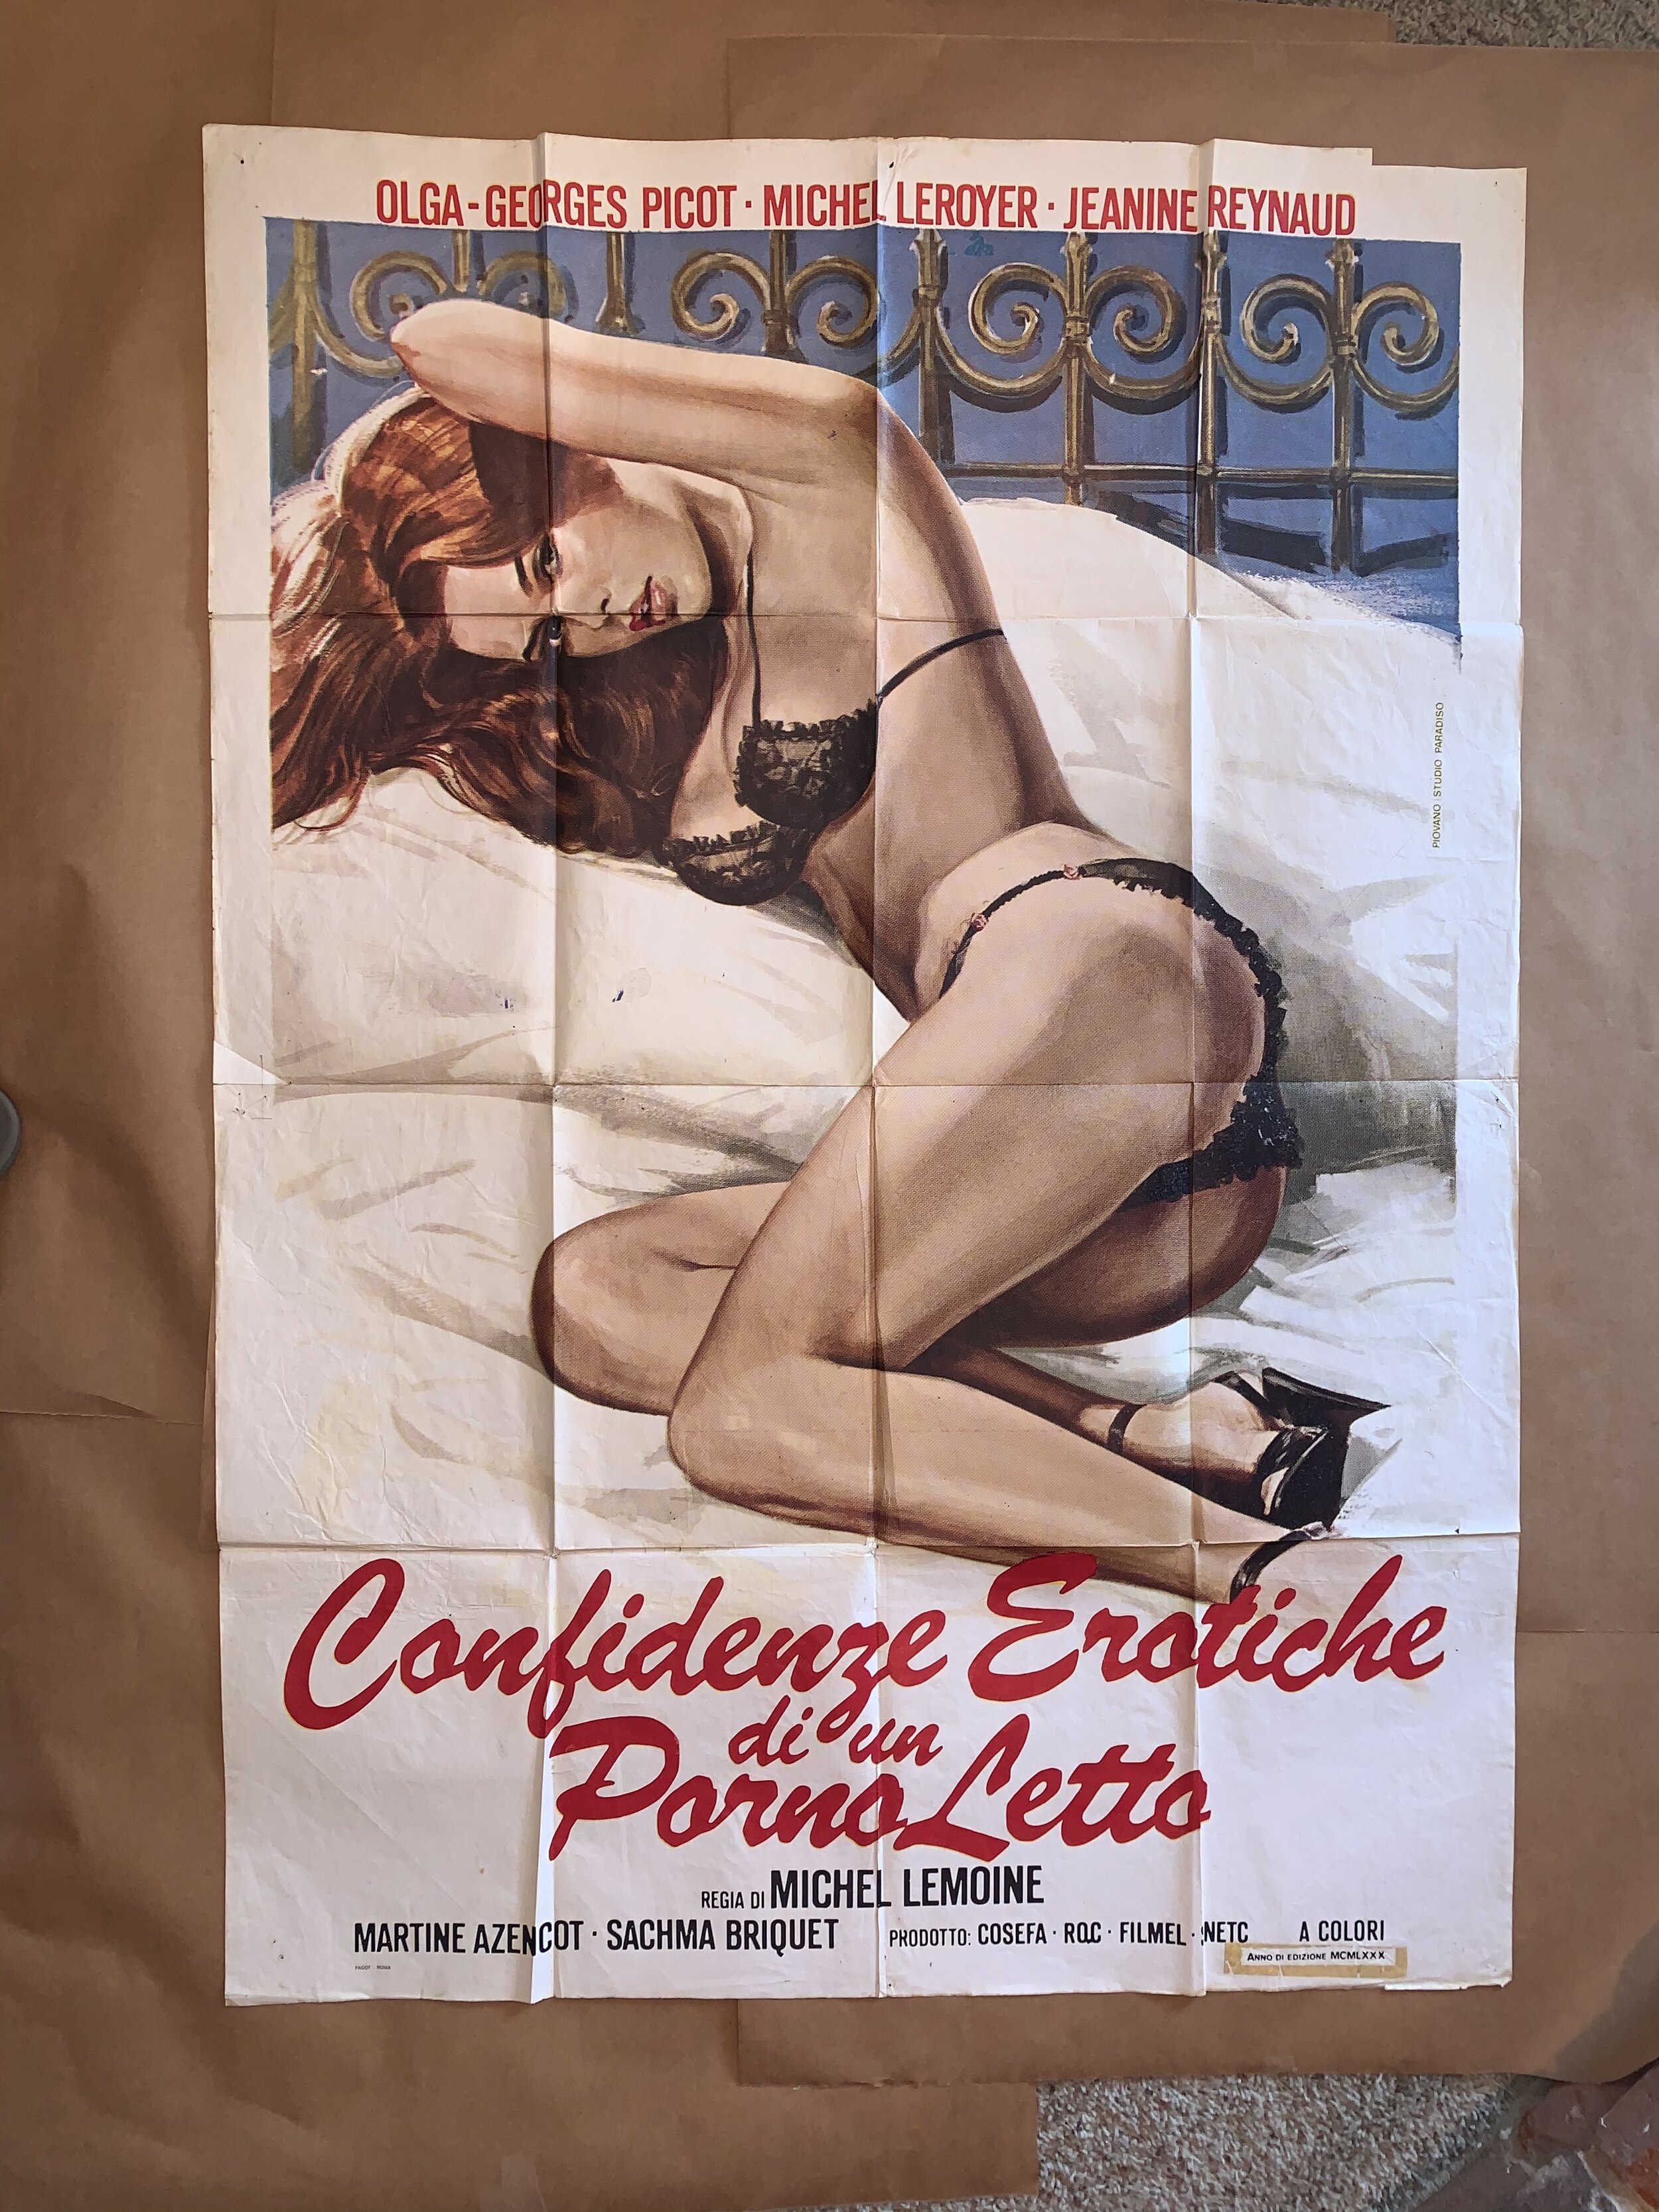 OLGA-GEORGES PICOT · MICHEL LEROYER · JEANINE REYNAUD
PIOVANO STUDIO PARADISO
Confidenze Erotiche
di un
Porno Letto
REGIA DI MICHEL LEMOINE
MARTINE AZENCOT · SACHMA BRIQUET PRODOTTO: COSEFA · ROC · FILMEL · NETC A COLORI
ANNO DI EDIZIONE MCMLXXX